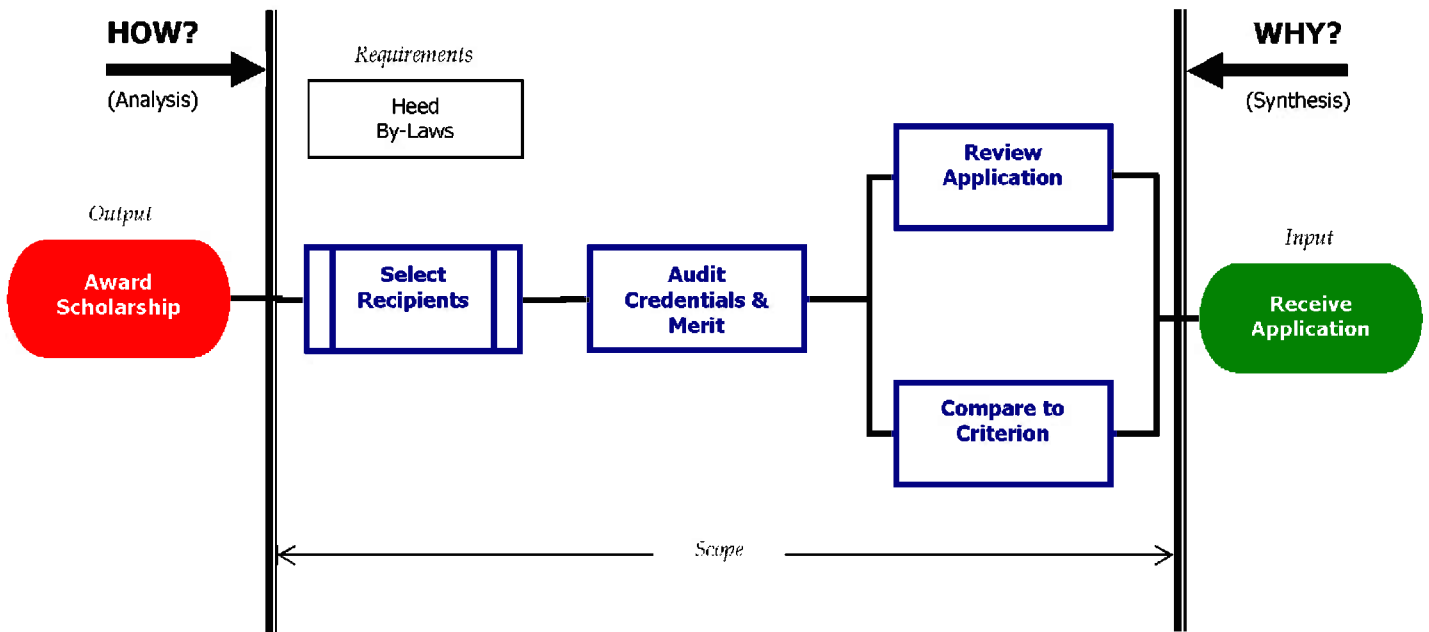 HOW?
(Analysis)
Requirements
Heed
By-Laws
WHY?
(Synthesis)
Output
Award
Scholarship
Select
Recipients
Audit
Credentials &
Merit
Review
Application
Compare to
Criterion
Input
Receive
Application
Scope